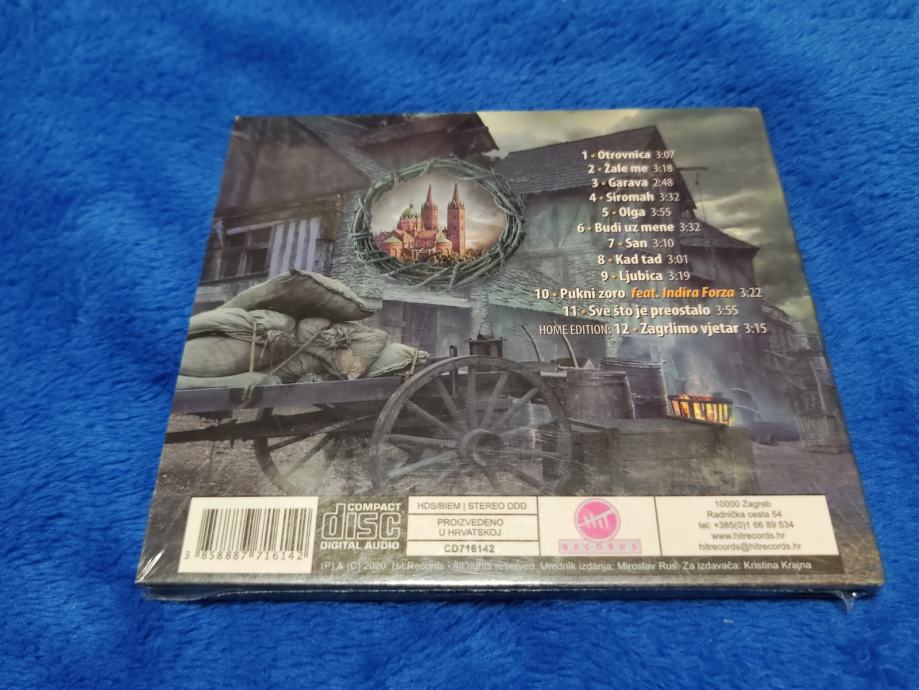 1 • Otrovnica 3:07
2 • Žale me 3:18
3 • Garava 2:48
4 • Siromah 3:32
5 • Olga 3:55
6 • Budi uz mene 3:32
7 • San 3:10
8 • Kad tad 3:01
9 • Ljubica 3:19
10 • Pukni zoro feat. Indira Forza 3:22
11 • Sve što je preostalo 3:55
HOME EDITION: 12 • Zagrlimo vjetar 3:15
3 858887 716142
COMPACT
disc
DIGITAL AUDIO
HDS/BIEM | STEREO DDD
PROIZVEDENO
U HRVATSKOJ
CD716142
Hit
RECORDS
10000 Zagreb
Radnička cesta 54
tel: +385(0)1 66 89 534
www.hitrecords.hr
hitrecords@hitrecords.hr
(P) & (C) 2020. Hit Records - All rights reserved. Urednik izdanja: Miroslav Rus. Za izdavača: Kristina Krajna